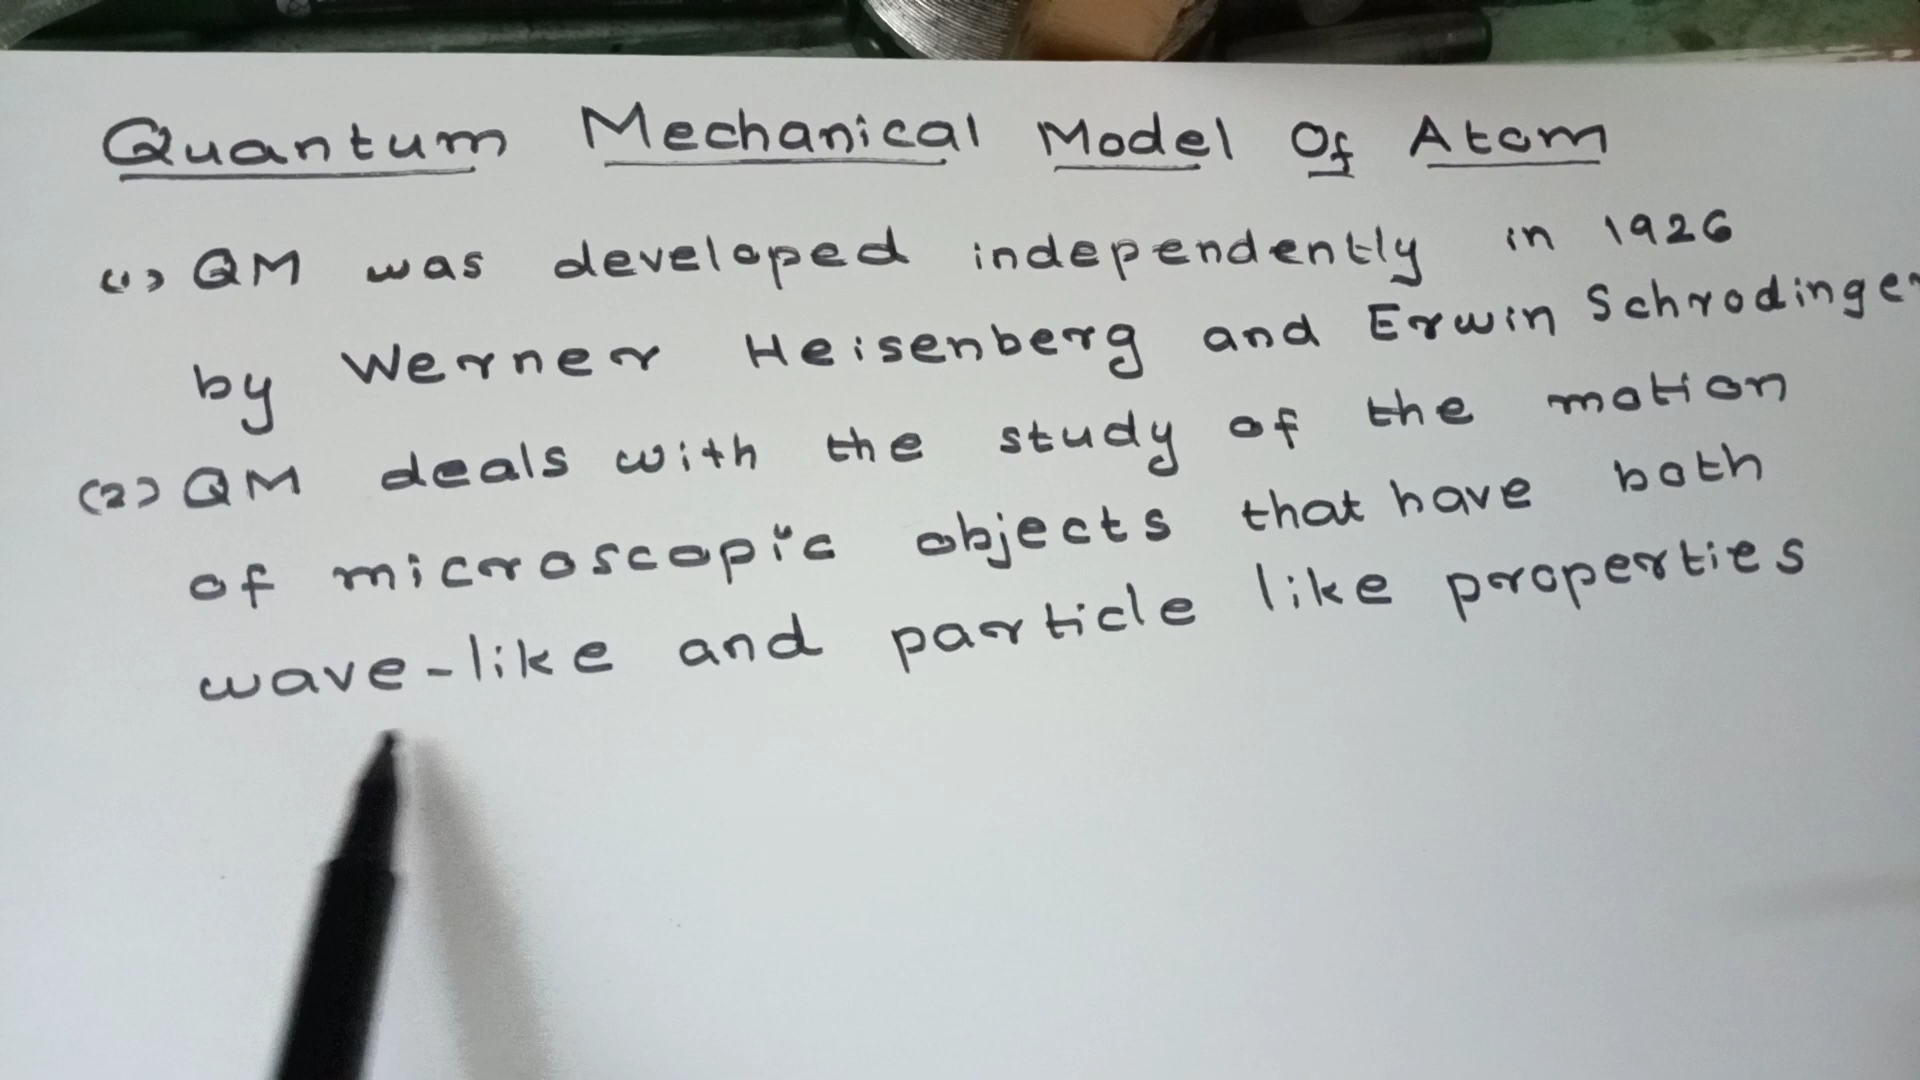 Quantum Mechanical Model Of Atom
(1) QM was developed independently in 1926
by Werner Heisenberg and Erwin Schrodinger
(2) QM deals with the study of the motion
of microscopic objects that have both
wave-like and particle like properties